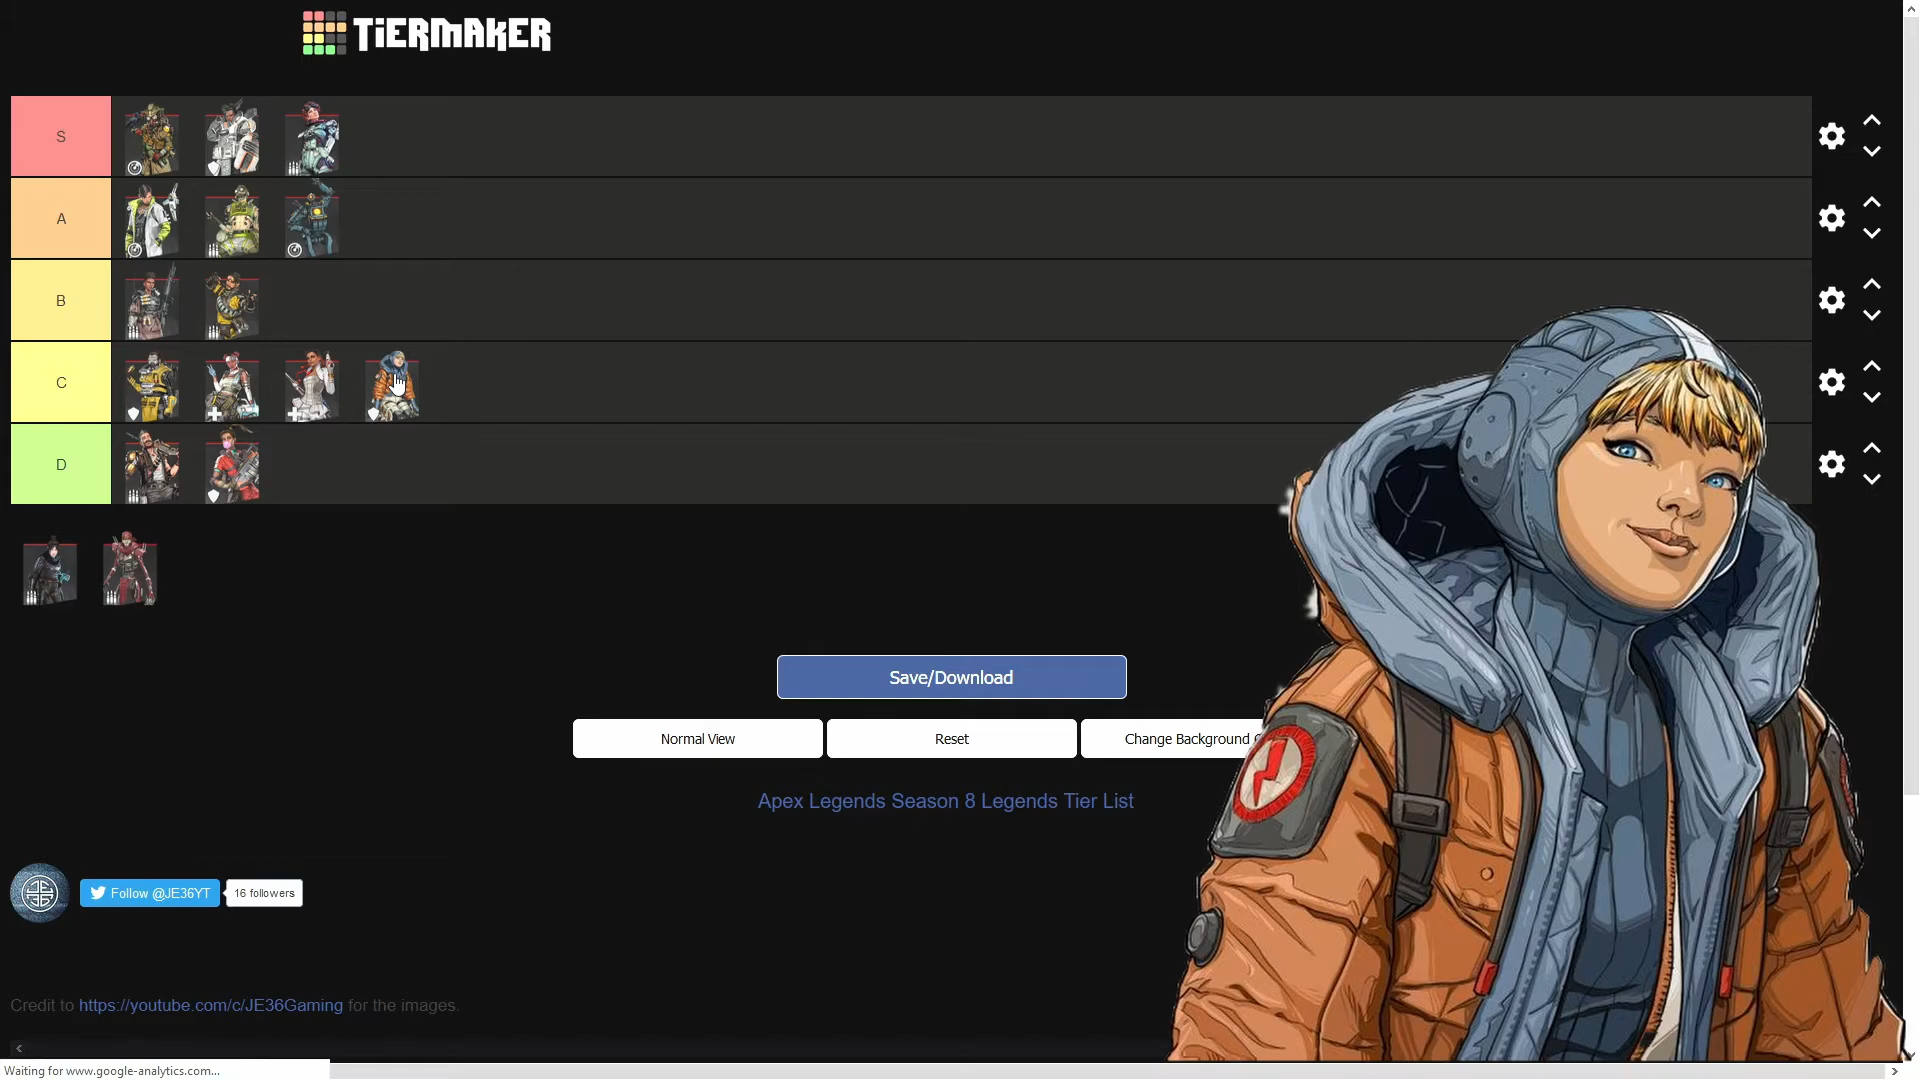 TiERMAKER
S
A
B
C
D
Save/Download
Normal View
Reset
Change Background
Apex Legends Season 8 Legends Tier List
Follow @JE36YT
16 followers
Credit to https://youtube.com/c/JE36Gaming for the images.
Waiting for www.google-analytics.com...